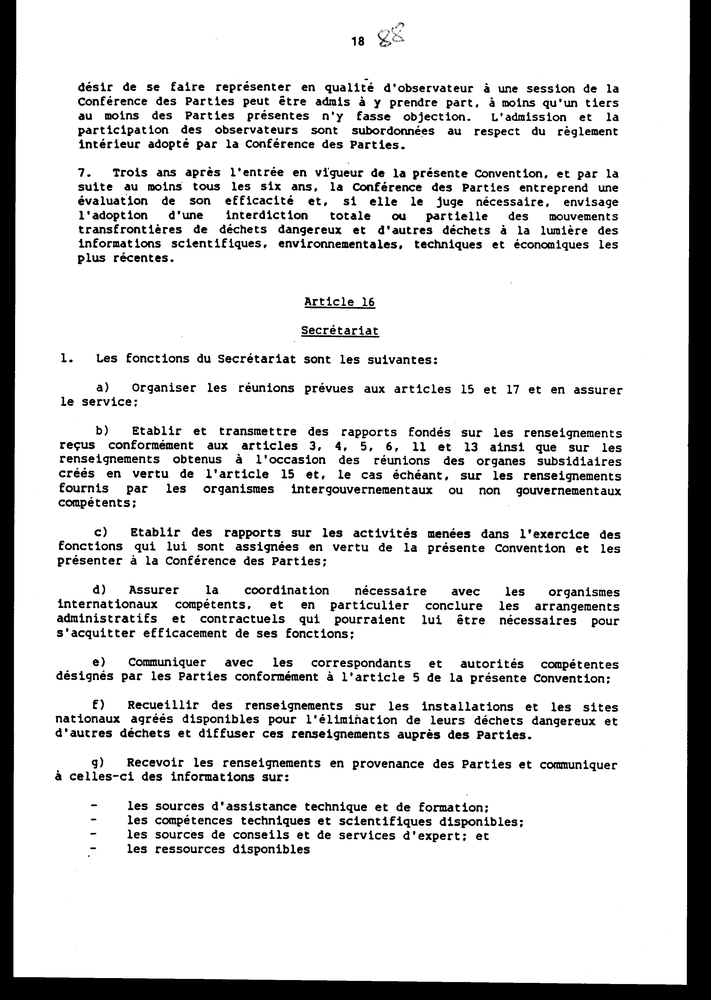 18 88
désir de se faire représenter en qualité d'observateur à une session de la
Conférence des Parties peut être admis à y prendre part, à moins qu'un tiers
au moins des Parties présentes n'y fasse objection. L'admission et la
participation des observateurs sont subordonnées au respect du règlement
intérieur adopté par la Conférence des Parties.
7. Trois ans après l'entrée en vigueur de la présente Convention, et par la
suite au moins tous les six ans, la Conférence des Parties entreprend une
évaluation de son efficacité et, si elle le juge nécessaire, envisage
l'adoption d'une interdiction totale ou partielle des mouvements
transfrontières de déchets dangereux et d'autres déchets à la lumière des
informations scientifiques, environnementales, techniques et économiques les
plus récentes.
Article 16
Secrétariat
1. Les fonctions du Secrétariat sont les suivantes:
a) Organiser les réunions prévues aux articles 15 et 17 et en assurer
le service;
b) Etablir et transmettre des rapports fondés sur les renseignements
reçus conformément aux articles 3, 4, 5, 6, 11 et 13 ainsi que sur les
renseignements obtenus à l'occasion des réunions des organes subsidiaires
créés en vertu de l'article 15 et, le cas échéant, sur les renseignements
fournis par les organismes intergouvernementaux ou non gouvernementaux
compétents;
c) Etablir des rapports sur les activités menées dans l'exercice des
fonctions qui lui sont assignées en vertu de la présente Convention et les
présenter à la Conférence des Parties;
d) Assurer la coordination nécessaire avec les organismes
internationaux compétents, et en particulier conclure les arrangements
administratifs et contractuels qui pourraient lui être nécessaires pour
s'acquitter efficacement de ses fonctions;
e) Communiquer avec les correspondants et autorités compétentes
désignés par les Parties conformément à l'article 5 de la présente Convention;
f) Recueillir des renseignements sur les installations et les sites
nationaux agréés disponibles pour l'élimination de leurs déchets dangereux et
d'autres déchets et diffuser ces renseignements auprès des Parties.
g) Recevoir les renseignements en provenance des Parties et communiquer
à celles-ci des informations sur:
- les sources d'assistance technique et de formation;
- les compétences techniques et scientifiques disponibles;
- les sources de conseils et de services d'expert; et
- les ressources disponibles